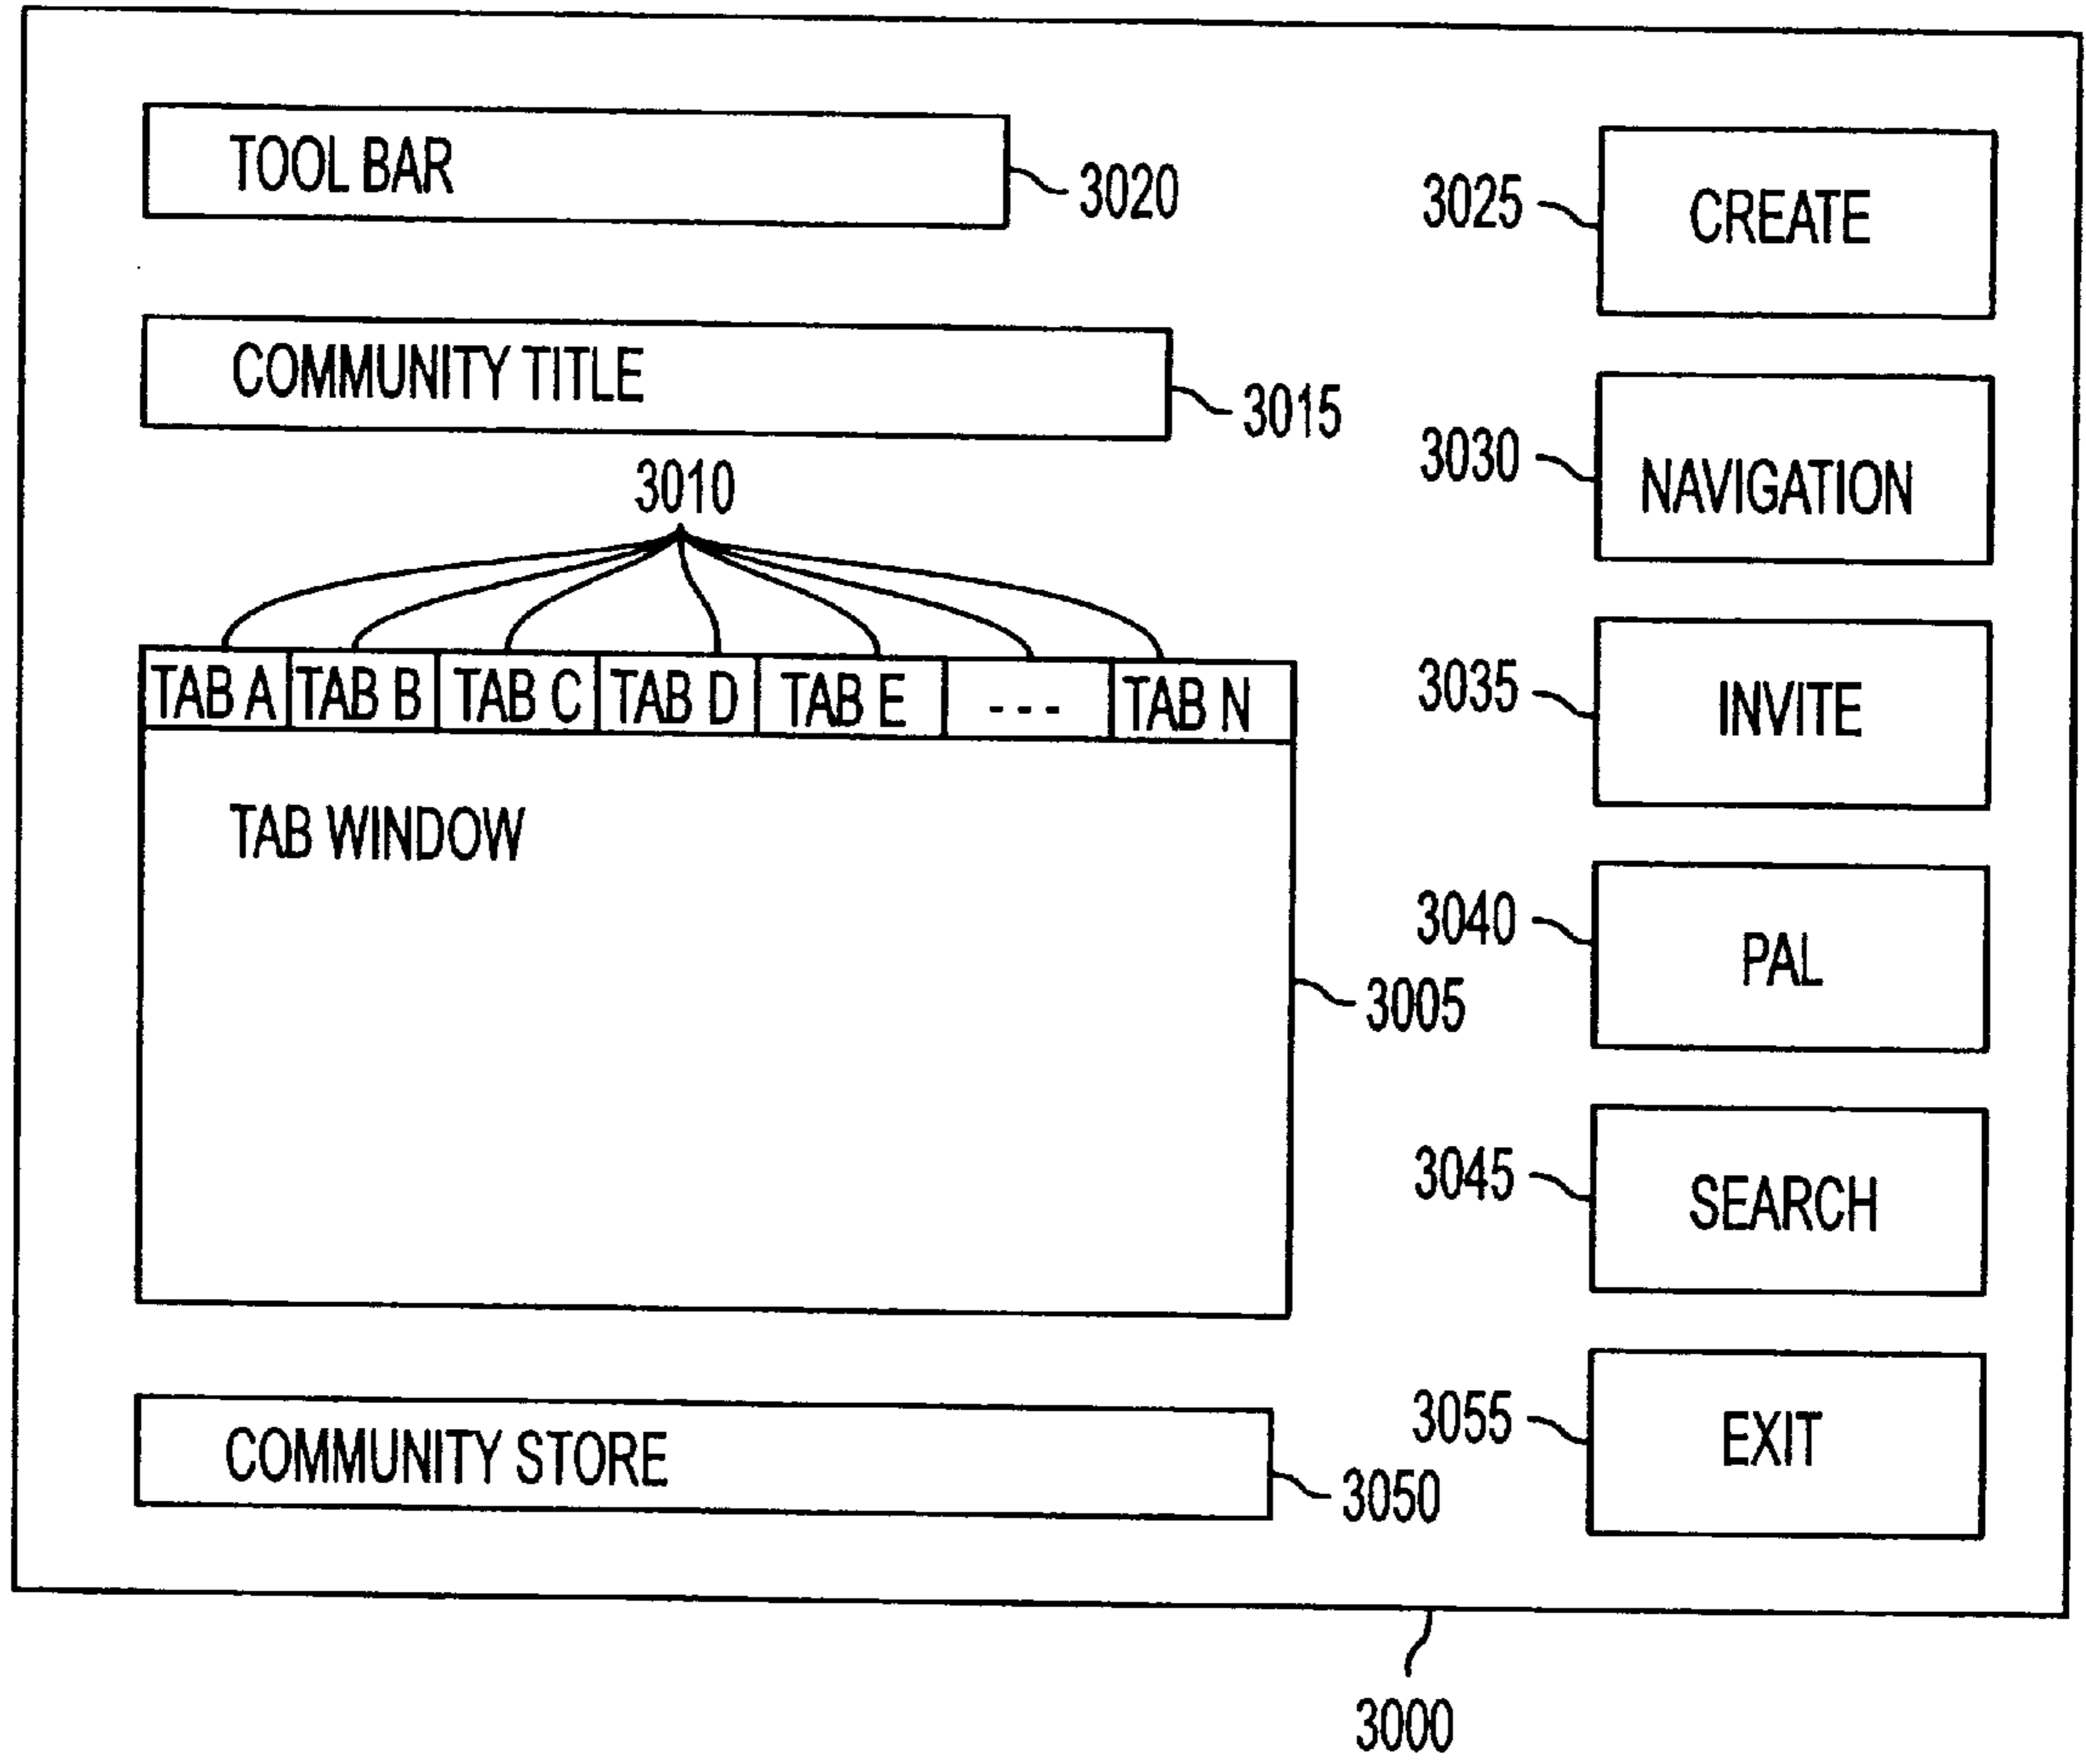 TOOL BAR
3020
3025
CREATE
COMMUNITY TITLE
3015
3030
NAVIGATION
3010
TAB A TAB B TAB C TAB D TAB E --- TAB N
3035
INVITE
TAB WINDOW
3040
PAL
3005
3045
SEARCH
3055
EXIT
COMMUNITY STORE
3050
3000